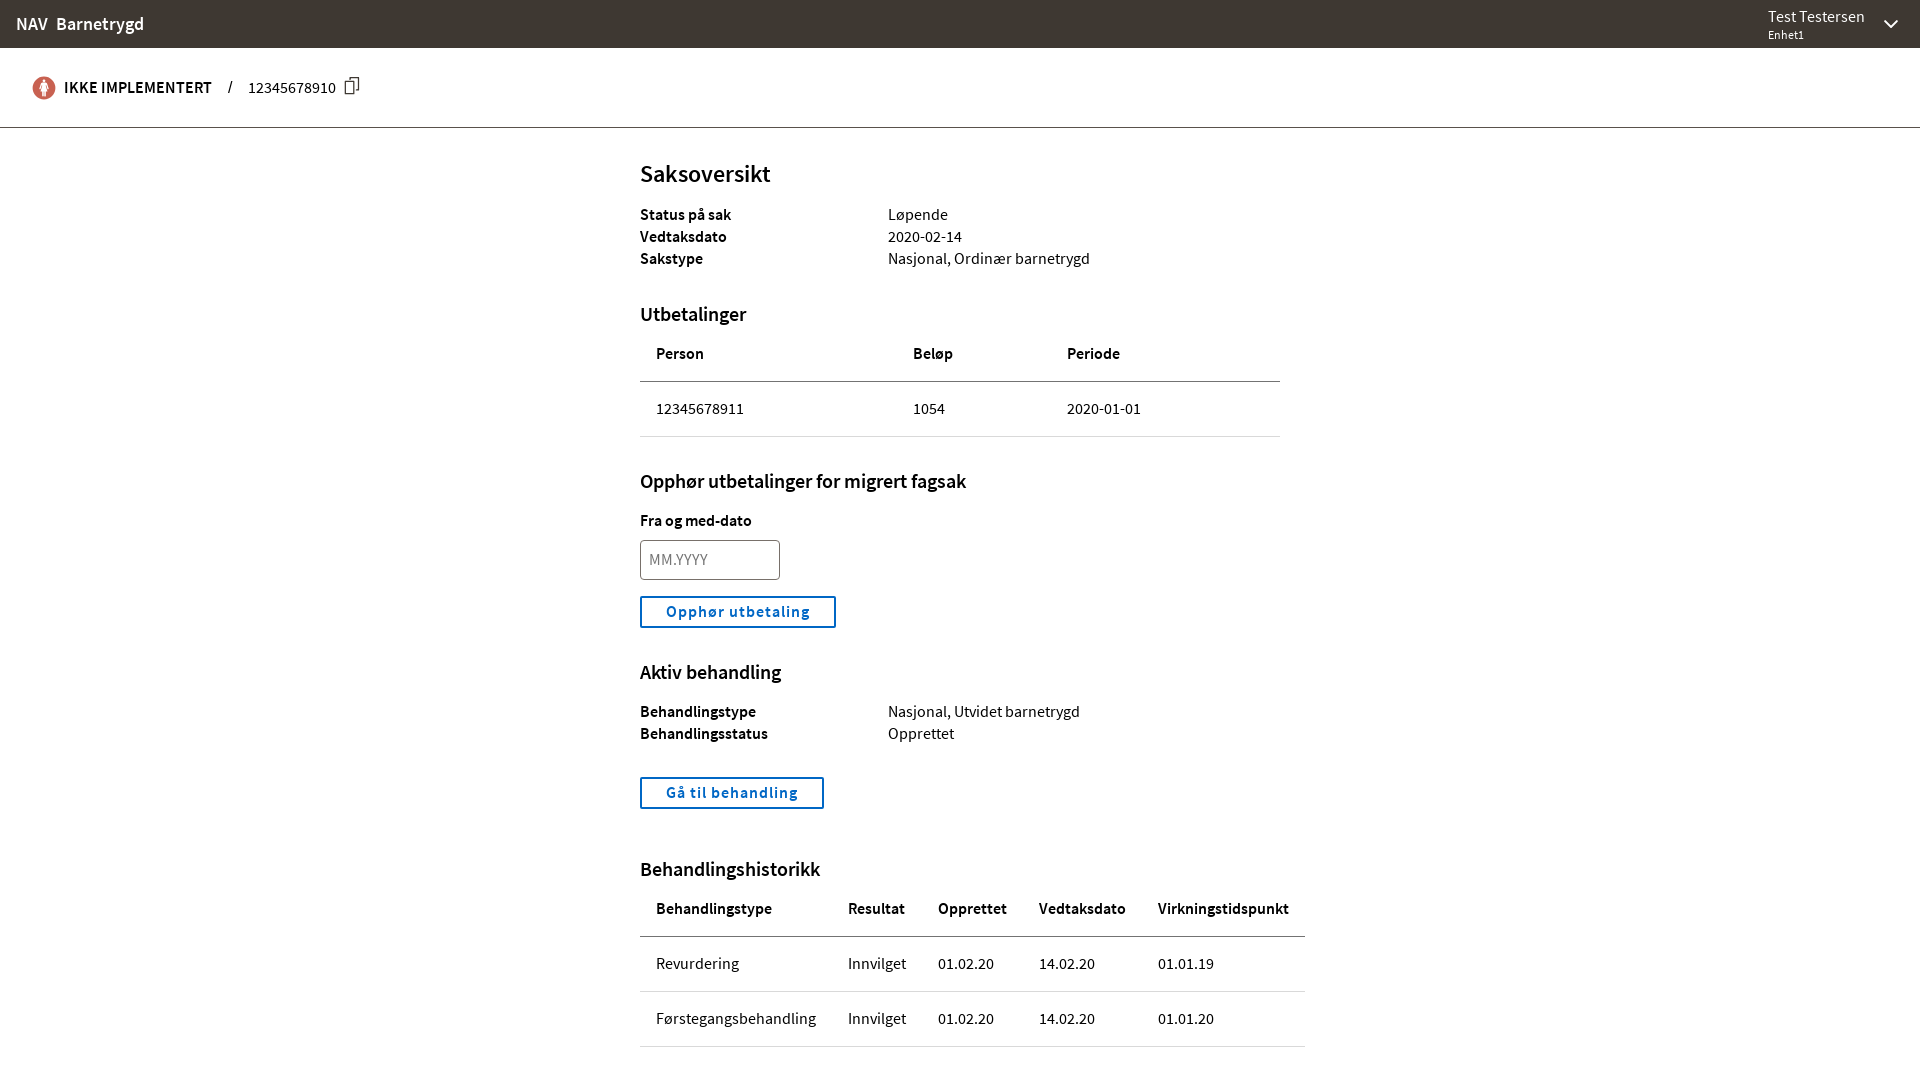 NAV Barnetrygd
Test Testersen
Enhet1
IKKE IMPLEMENTERT / 12345678910
Saksoversikt
Status på sak Løpende
Vedtaksdato 2020-02-14
Sakstype Nasjonal, Ordinær barnetrygd
Utbetalinger
Person Beløp Periode
12345678911 1054 2020-01-01
Opphør utbetalinger for migrert fagsak
Fra og med-dato
MM.YYYY
Opphør utbetaling
Aktiv behandling
Behandlingstype Nasjonal, Utvidet barnetrygd
Behandlingsstatus Opprettet
Gå til behandling
Behandlingshistorikk
Behandlingstype Resultat Opprettet Vedtaksdato Virkningstidspunkt
Revurdering Innvilget 01.02.20 14.02.20 01.01.19
Førstegangsbehandling Innvilget 01.02.20 14.02.20 01.01.20